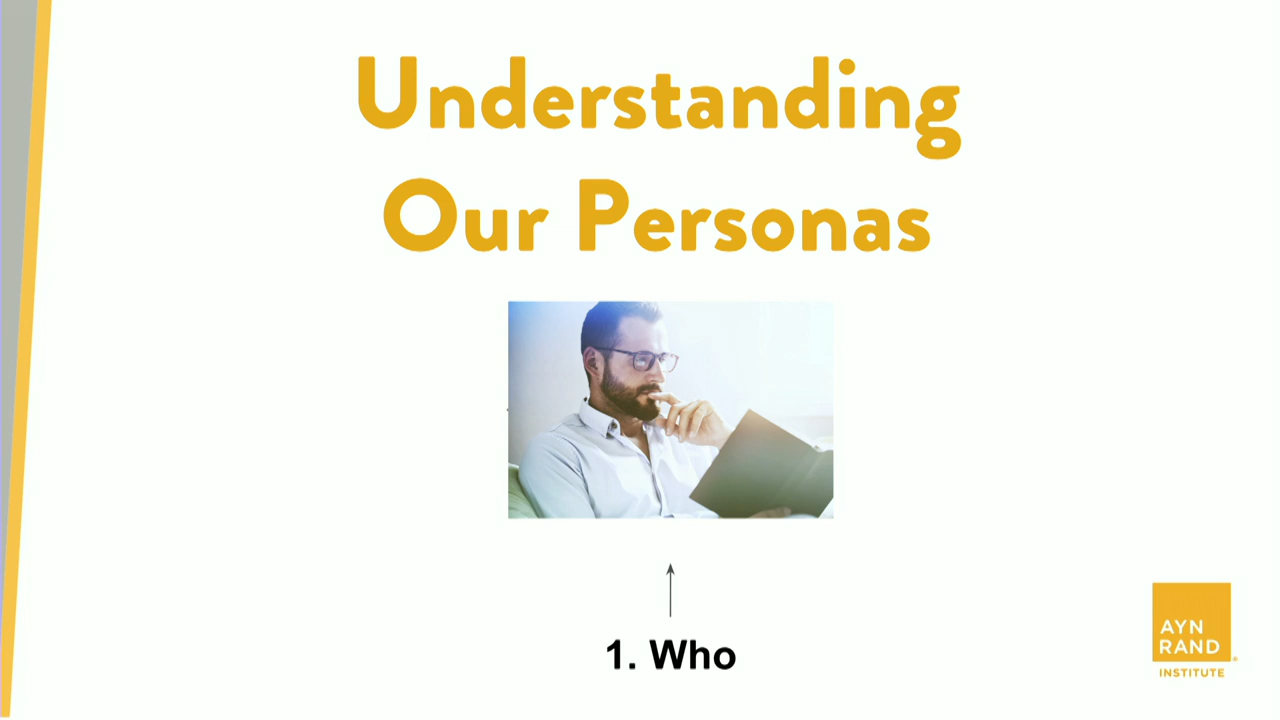 Understanding
Our Personas
1. Who
AYN
RAND
INSTITUTE